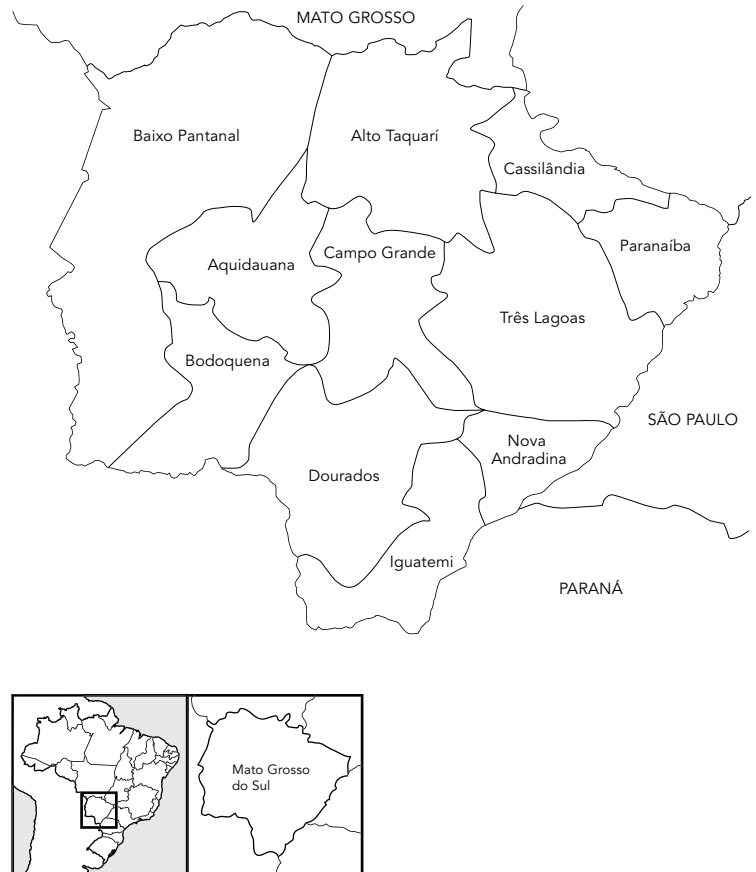 MATO GROSSO
Baixo Pantanal
Alto Taquarí
Cassilândia
Paranaíba
Campo Grande
Aquidauana
Três Lagoas
Bodoquena
SÃO PAULO
Nova
Andradina
Dourados
Iguatemi
PARANÁ
Mato Grosso
do Sul